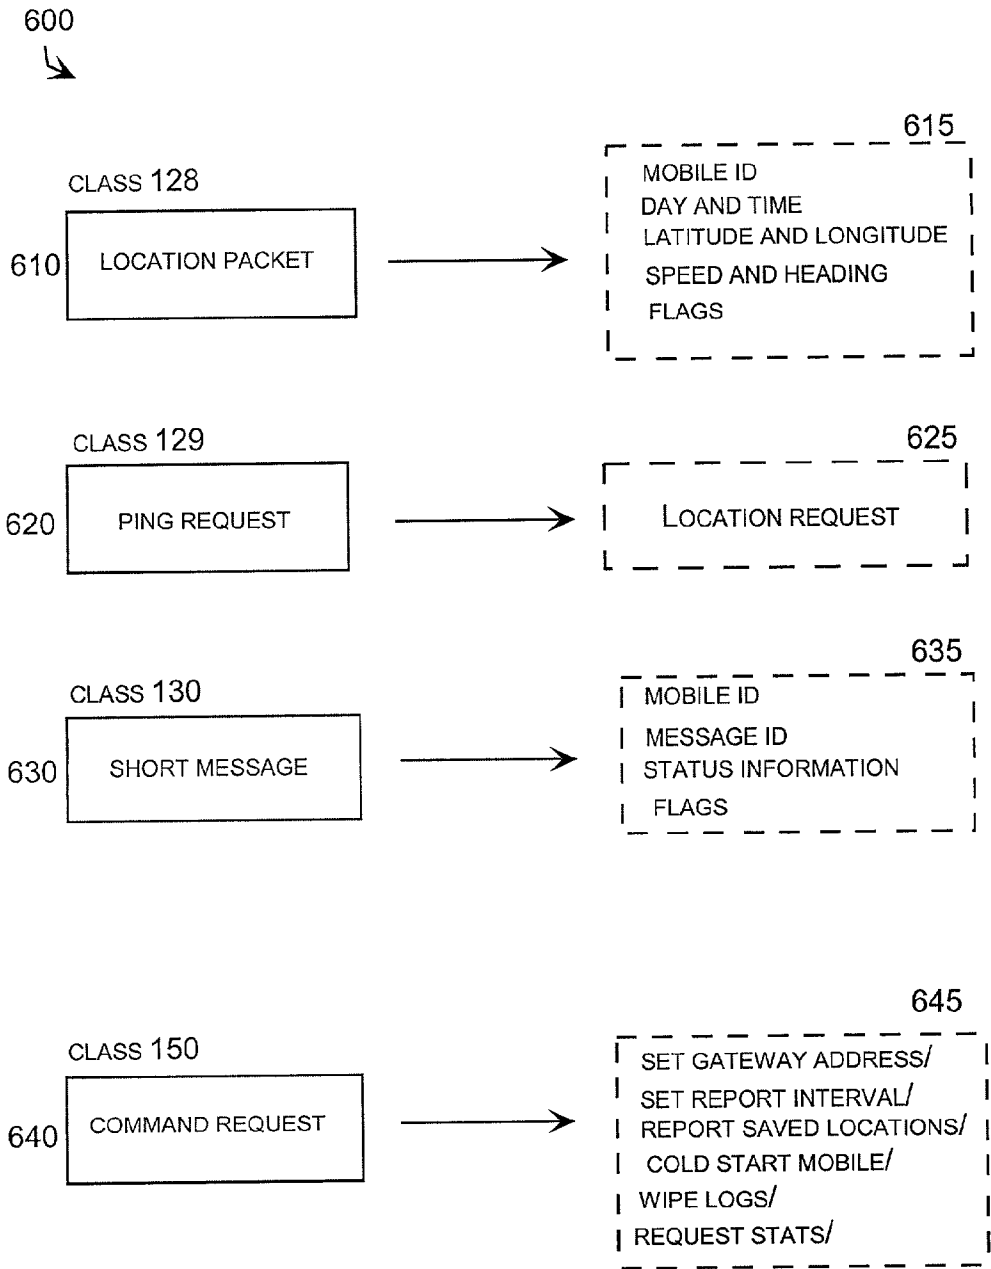 600
615
CLASS 128
MOBILE ID
DAY AND TIME
LATITUDE AND LONGITUDE
SPEED AND HEADING
FLAGS
610
LOCATION PACKET
625
CLASS 129
620
PING REQUEST
LOCATION REQUEST
635
CLASS 130
MOBILE ID
MESSAGE ID
STATUS INFORMATION
FLAGS
630
SHORT MESSAGE
645
CLASS 150
SET GATEWAY ADDRESS/
SET REPORT INTERVAL/
REPORT SAVED LOCATIONS/
COLD START MOBILE/
WIPE LOGS/
REQUEST STATS/
640
COMMAND REQUEST